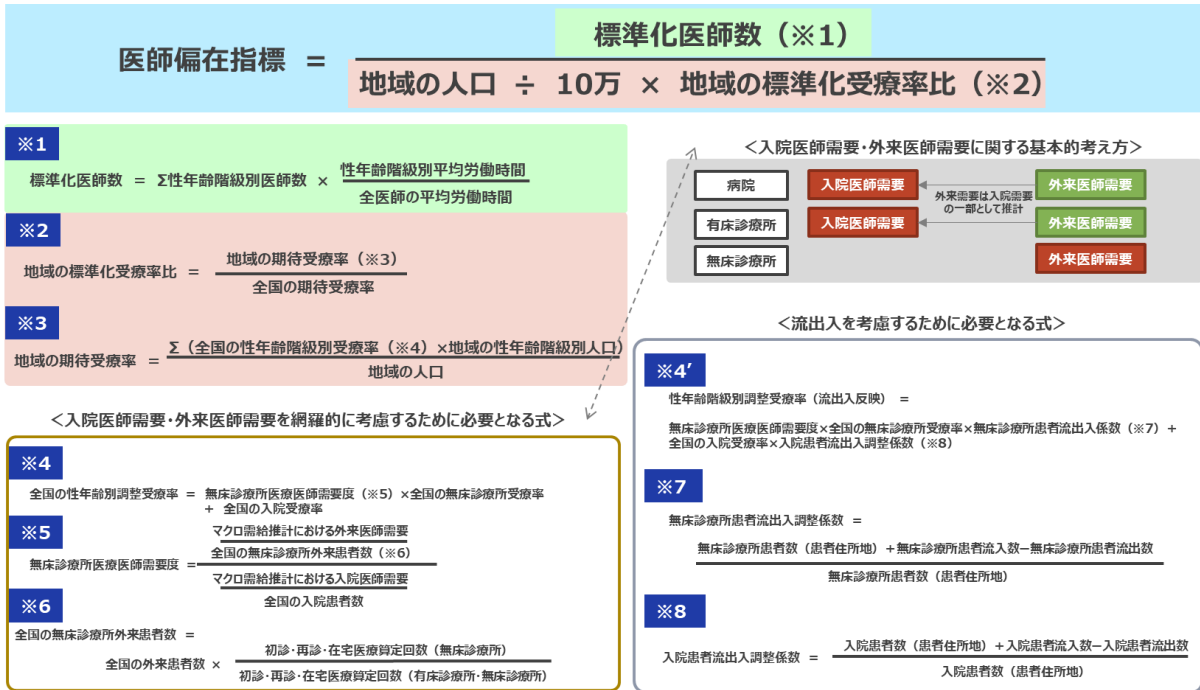 医師偏在指標 =
標準化医師数（※1）
地域の人口 ÷ 10万 × 地域の標準化受療率比（※2）
※1
標準化医師数 = Σ性年齢階級別医師数 ×
性年齢階級別平均労働時間
全医師の平均労働時間
※2
地域の標準化受療率比 =
地域の期待受療率（※3）
全国の期待受療率
※3
地域の期待受療率 =
Σ（全国の性年齢階級別受療率（※4）×地域の性年齢階級別人口）
地域の人口
＜入院医師需要・外来医師需要に関する基本的考え方＞
病院
入院医師需要
外来医師需要
外来需要は入院需要
の一部として推計
有床診療所
入院医師需要
外来医師需要
無床診療所
外来医師需要
＜入院医師需要・外来医師需要を網羅的に考慮するために必要となる式＞
※4
全国の性年齢別調整受療率 = 無床診療所医療医師需要度（※5）×全国の無床診療所受療率
+ 全国の入院受療率
※5
無床診療所医療医師需要度 =
マクロ需給推計における外来医師需要
全国の無床診療所外来患者数（※6）
マクロ需給推計における入院医師需要
全国の入院患者数
※6
全国の無床診療所外来患者数 =
全国の外来患者数 ×
初診・再診・在宅医療算定回数（無床診療所）
初診・再診・在宅医療算定回数（有床診療所・無床診療所）
＜流出入を考慮するために必要となる式＞
※4’
性年齢階級別調整受療率（流出入反映） =
無床診療所医療医師需要度×全国の無床診療所受療率×無床診療所患者流出入係数（※7）+
全国の入院受療率×入院患者流出入調整係数（※8）
※7
無床診療所患者流出入調整係数 =
無床診療所患者数（患者住所地）+無床診療所患者流入数−無床診療所患者流出数
無床診療所患者数（患者住所地）
※8
入院患者流出入調整係数 =
入院患者数（患者住所地）+入院患者流入数−入院患者流出数
入院患者数（患者住所地）